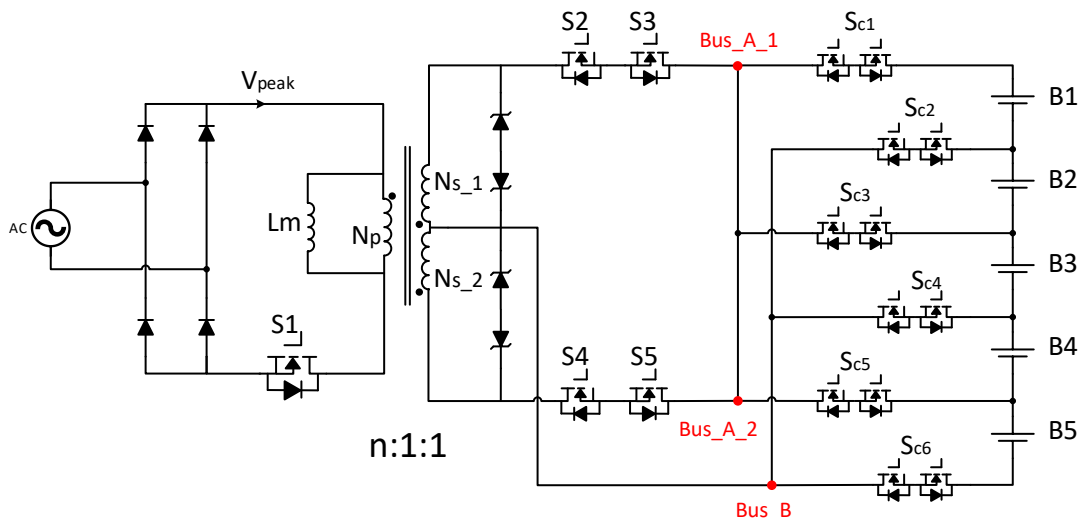 S2
S3
Bus_A_1
Sc1
Vpeak
B1
Sc2
Ns_1
B2
Sc3
AC
Lm
Np
B3
Ns_2
Sc4
S1
B4
S4
S5
Sc5
n:1:1
Bus_A_2
B5
Sc6
Bus_B